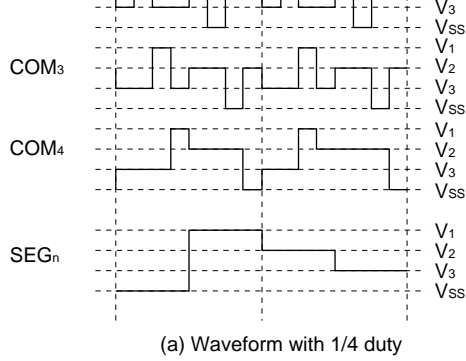 V3
VSS
COM3
V1
V2
V3
VSS
COM4
V1
V2
V3
VSS
SEGn
V1
V2
V3
VSS
(a) Waveform with 1/4 duty